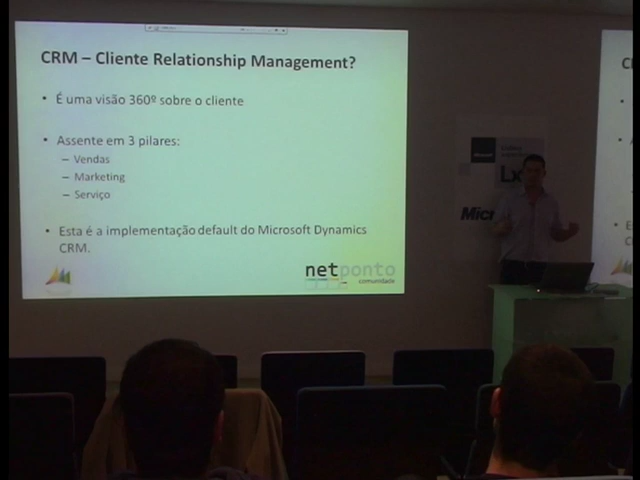 CRM – Cliente Relationship Management?
• É uma visão 360º sobre o cliente
• Assente em 3 pilares:
– Vendas
– Marketing
– Serviço
• Esta é a implementação default do Microsoft Dynamics
CRM.
netponto
comunidade
Lx
Micr
C